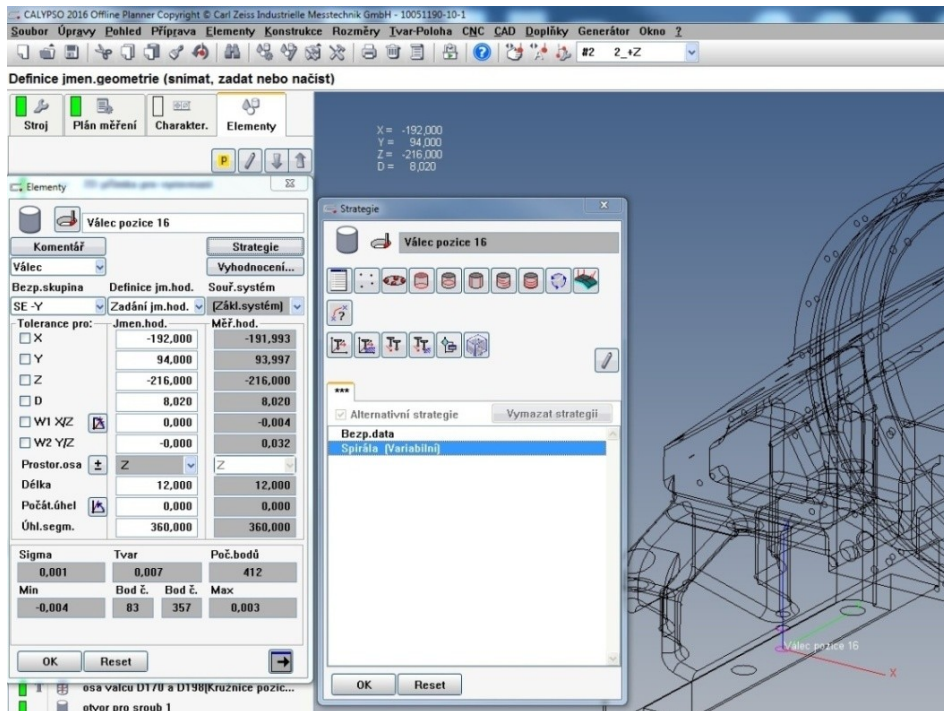 CALYPSO 2016 Offline Planner Copyright © Carl Zeiss Industrielle Messtechnik GmbH - 10051190-10-1
Soubor Úpravy Pohled Příprava Elementy Konstrukce Rozměry Tvar-Poloha CNC CAD Doplňky Generátor Okno ?
#2 2_+Z
Definice jmen.geometrie (snímat, zadat nebo načíst)
Stroj Plán měření Charakter. Elementy
X = -192,000
Y = 94,000
Z = -216,000
D = 8,020
P
Elementy
Válec pozice 16
Komentář Strategie
Válec Vyhodnocení...
Bezp.skupina Definice jm.hod. Souř.systém
SE -Y Zadání jm.hod. (Zákl.systém)
Tolerance pro: Jmen.hod. Měř.hod.
X -192,000 -191,993
Y 94,000 93,997
Z -216,000 -216,000
D 8,020 8,020
W1 X/Z 0,000 -0,004
W2 Y/Z -0,000 0,032
Prostor.osa ± Z Z
Délka 12,000 12,000
Počát.úhel 0,000 0,000
Úhl.segm. 360,000 360,000
Sigma Tvar Poč.bodů
0,001 0,007 412
Min Bod č. Bod č. Max
-0,004 83 357 0,003
OK Reset
osa valcu D170 a D198(Kružnice pozic...
otvor pro sroub 1
Strategie
Válec pozice 16
***
Alternativní strategie Vymazat strategii
Bezp.data
Spirála (Variabilní)
OK Reset
Válec pozice 16
X